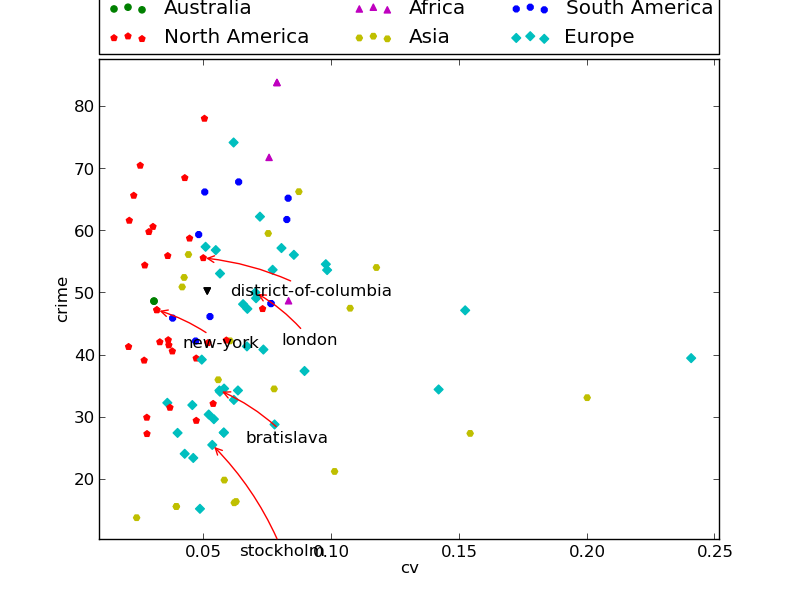 Australia Africa South America
North America Asia Europe
80
70
60
50
40
30
20
crime
district-of-columbia
new-york
london
bratislava
stockholm
0.05 0.10 0.15 0.20 0.25
cv